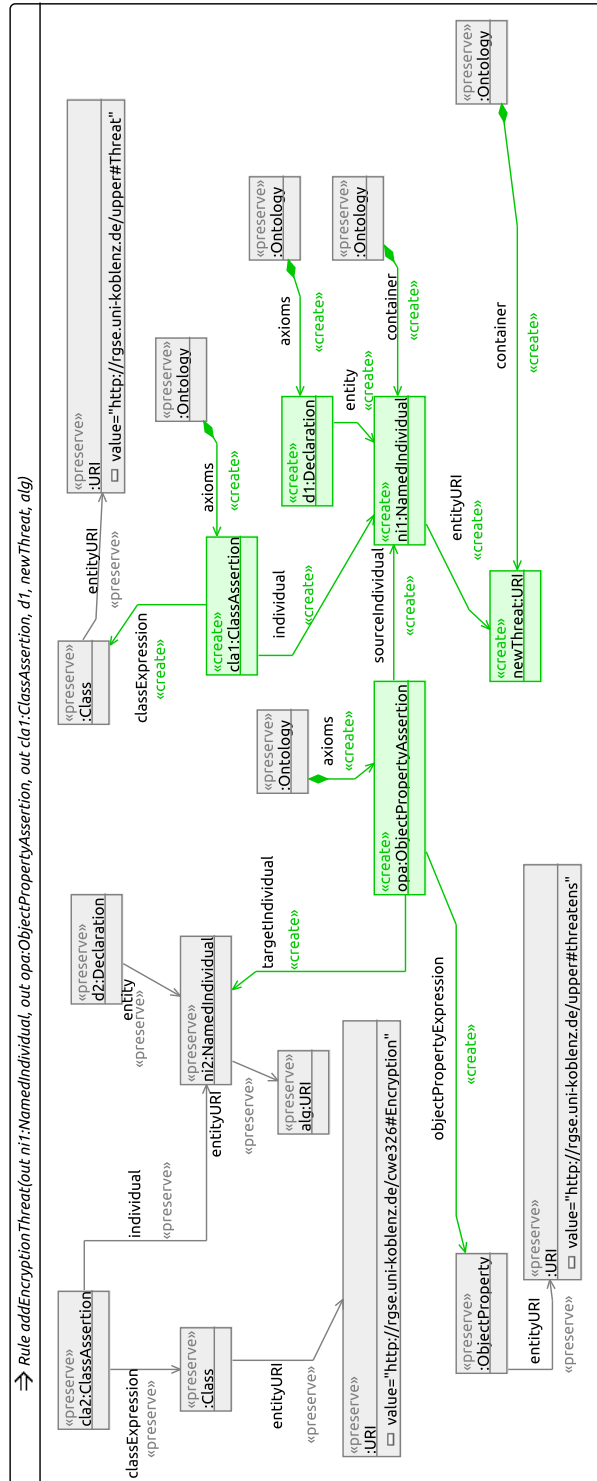 Rule addEncryptionThreat(out ni1:NamedIndividual, out opa:ObjectPropertyAssertion, out cla1:ClassAssertion, d1, newThreat, alg)
«preserve»
cla2:ClassAssertion
individual
«preserve»
classExpression
«preserve»
«preserve»
:Class
entityURI
«preserve»
«preserve»
:URI
value="http://rgse.uni-koblenz.de/cwe326#Encryption"
«preserve»
d2:Declaration
entity
«preserve»
«preserve»
ni2:NamedIndividual
entityURI
«preserve»
«preserve»
alg:URI
targetIndividual
«create»
«preserve»
:Class
entityURI
«preserve»
«preserve»
:URI
value="http://rgse.uni-koblenz.de/upper#Threat"
classExpression
«create»
«create»
cla1:ClassAssertion
axioms
«create»
«preserve»
:Ontology
individual
«create»
«preserve»
:Ontology
axioms
«create»
«create»
d1:Declaration
axioms
«create»
«preserve»
:Ontology
entity
«create»
«preserve»
:Ontology
container
«create»
«create»
opa:ObjectPropertyAssertion
sourceIndividual
«create»
«create»
ni1:NamedIndividual
objectPropertyExpression
«create»
entityURI
«create»
«preserve»
:ObjectProperty
entityURI
«preserve»
«preserve»
:URI
value="http://rgse.uni-koblenz.de/upper#threatens"
«create»
newThreat:URI
container
«create»
«preserve»
:Ontology